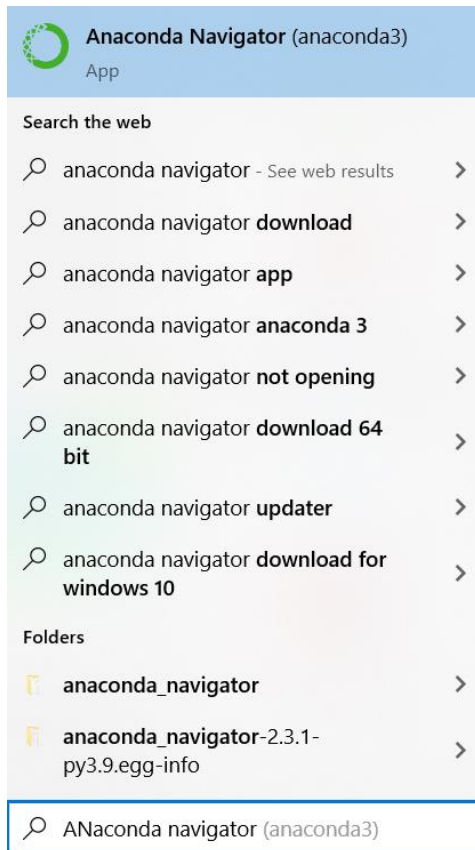 Anaconda Navigator (anaconda3)
App
Search the web
anaconda navigator - See web results
anaconda navigator download
anaconda navigator app
anaconda navigator anaconda 3
anaconda navigator not opening
anaconda navigator download 64
bit
anaconda navigator updater
anaconda navigator download for
windows 10
Folders
anaconda_navigator
anaconda_navigator-2.3.1-
py3.9.egg-info
ANaconda navigator (anaconda3)